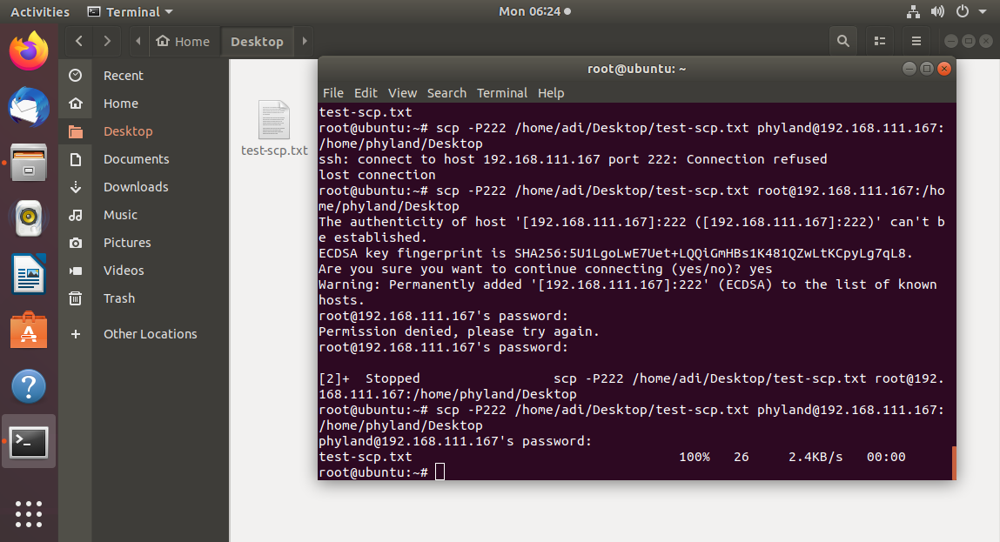 Activities Terminal Mon 06:24
Home Desktop
Recent
Home
Desktop
Documents
Downloads
Music
Pictures
Videos
Trash
Other Locations
test-scp.txt
root@ubuntu: ~
File Edit View Search Terminal Help
test-scp.txt
root@ubuntu:~# scp -P222 /home/adi/Desktop/test-scp.txt phyland@192.168.111.167:
/home/phyland/Desktop
ssh: connect to host 192.168.111.167 port 222: Connection refused
lost connection
root@ubuntu:~# scp -P222 /home/adi/Desktop/test-scp.txt root@192.168.111.167:/ho
me/phyland/Desktop
The authenticity of host '[192.168.111.167]:222 ([192.168.111.167]:222)' can't b
e established.
ECDSA key fingerprint is SHA256:5U1LgoLwE7Uet+LQQiGmHBs1K481QZwLtKCpyLg7qL8.
Are you sure you want to continue connecting (yes/no)? yes
Warning: Permanently added '[192.168.111.167]:222' (ECDSA) to the list of known
hosts.
root@192.168.111.167's password:
Permission denied, please try again.
root@192.168.111.167's password:
[2]+  Stopped                 scp -P222 /home/adi/Desktop/test-scp.txt root@192.
168.111.167:/home/phyland/Desktop
root@ubuntu:~# scp -P222 /home/adi/Desktop/test-scp.txt phyland@192.168.111.167:
/home/phyland/Desktop
phyland@192.168.111.167's password:
test-scp.txt                                  100%   26     2.4KB/s   00:00
root@ubuntu:~#